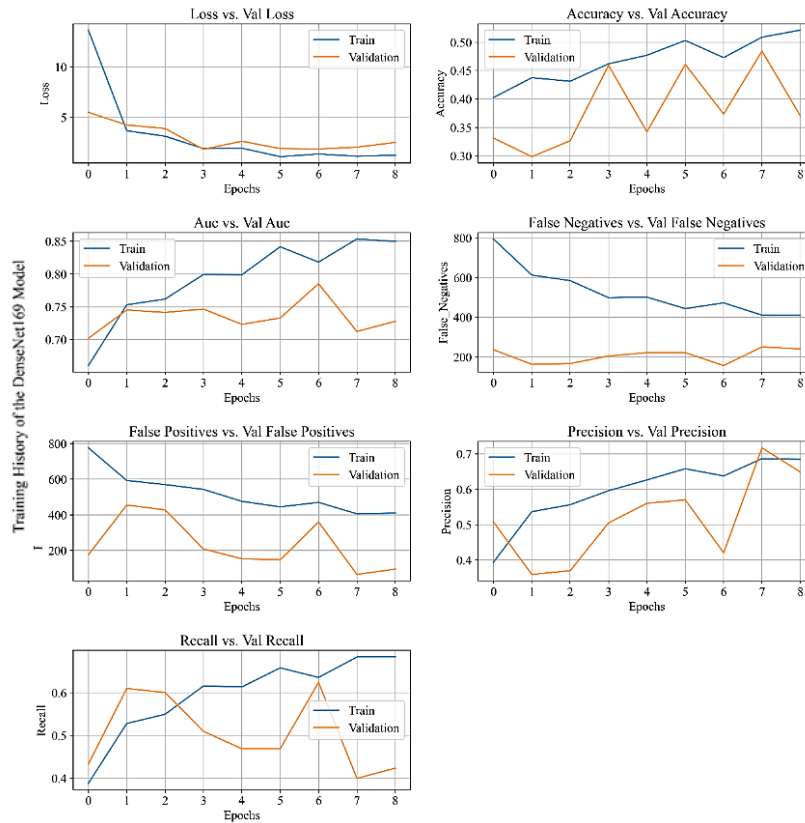 Training History of the DenseNet169 Model
Loss vs. Val Loss
Loss
10
5
Train
Validation
0 1 2 3 4 5 6 7 8
Epochs
Accuracy vs. Val Accuracy
Accuracy
0.50
0.45
0.40
0.35
0.30
Train
Validation
0 1 2 3 4 5 6 7 8
Epochs
Auc vs. Val Auc
0.85
0.80
0.75
0.70
Train
Validation
0 1 2 3 4 5 6 7 8
Epochs
False Negatives vs. Val False Negatives
False_Negatives
800
600
400
200
Train
Validation
0 1 2 3 4 5 6 7 8
Epochs
False Positives vs. Val False Positives
800
600
400
200
Train
Validation
0 1 2 3 4 5 6 7 8
Epochs
Precision vs. Val Precision
Precision
0.7
0.6
0.5
0.4
Train
Validation
0 1 2 3 4 5 6 7 8
Epochs
Recall vs. Val Recall
Recall
0.6
0.5
0.4
Train
Validation
0 1 2 3 4 5 6 7 8
Epochs